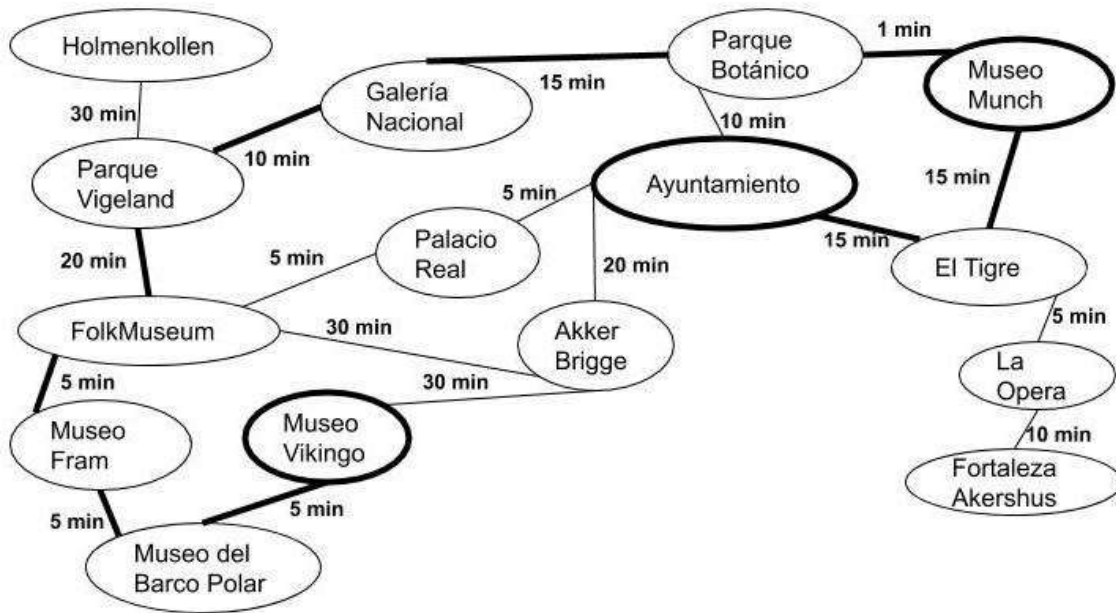 Holmenkollen
Parque
Botánico
1 min
Museo
Munch
Galería
Nacional
15 min
30 min
10 min
10 min
Parque
Vigeland
Ayuntamiento
15 min
5 min
15 min
Palacio
Real
20 min
5 min
20 min
El Tigre
FolkMuseum
30 min
Akker
Brigge
5 min
5 min
30 min
La
Opera
Museo
Fram
Museo
Vikingo
10 min
Fortaleza
Akershus
5 min
5 min
Museo del
Barco Polar